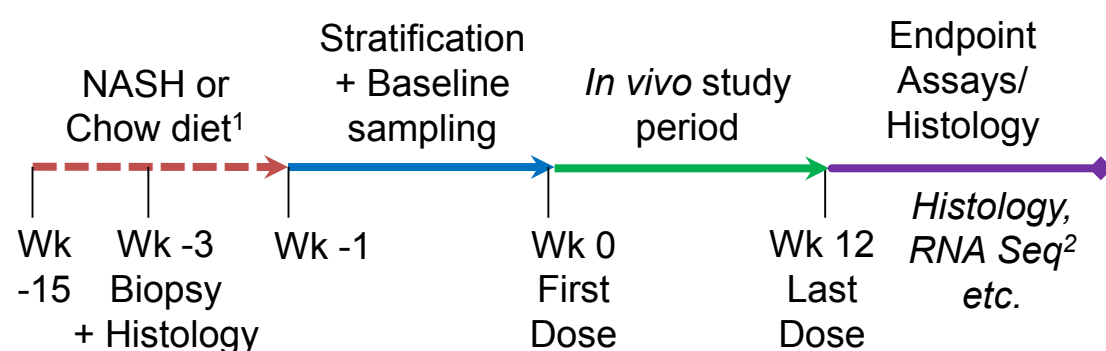 NASH or
Chow diet¹
Stratification
+ Baseline
sampling
In vivo study
period
Endpoint
Assays/
Histology
Wk
-15
Wk -3
Biopsy
+ Histology
Wk -1
Wk 0
First
Dose
Wk 12
Last
Dose
Histology,
RNA Seq²
etc.